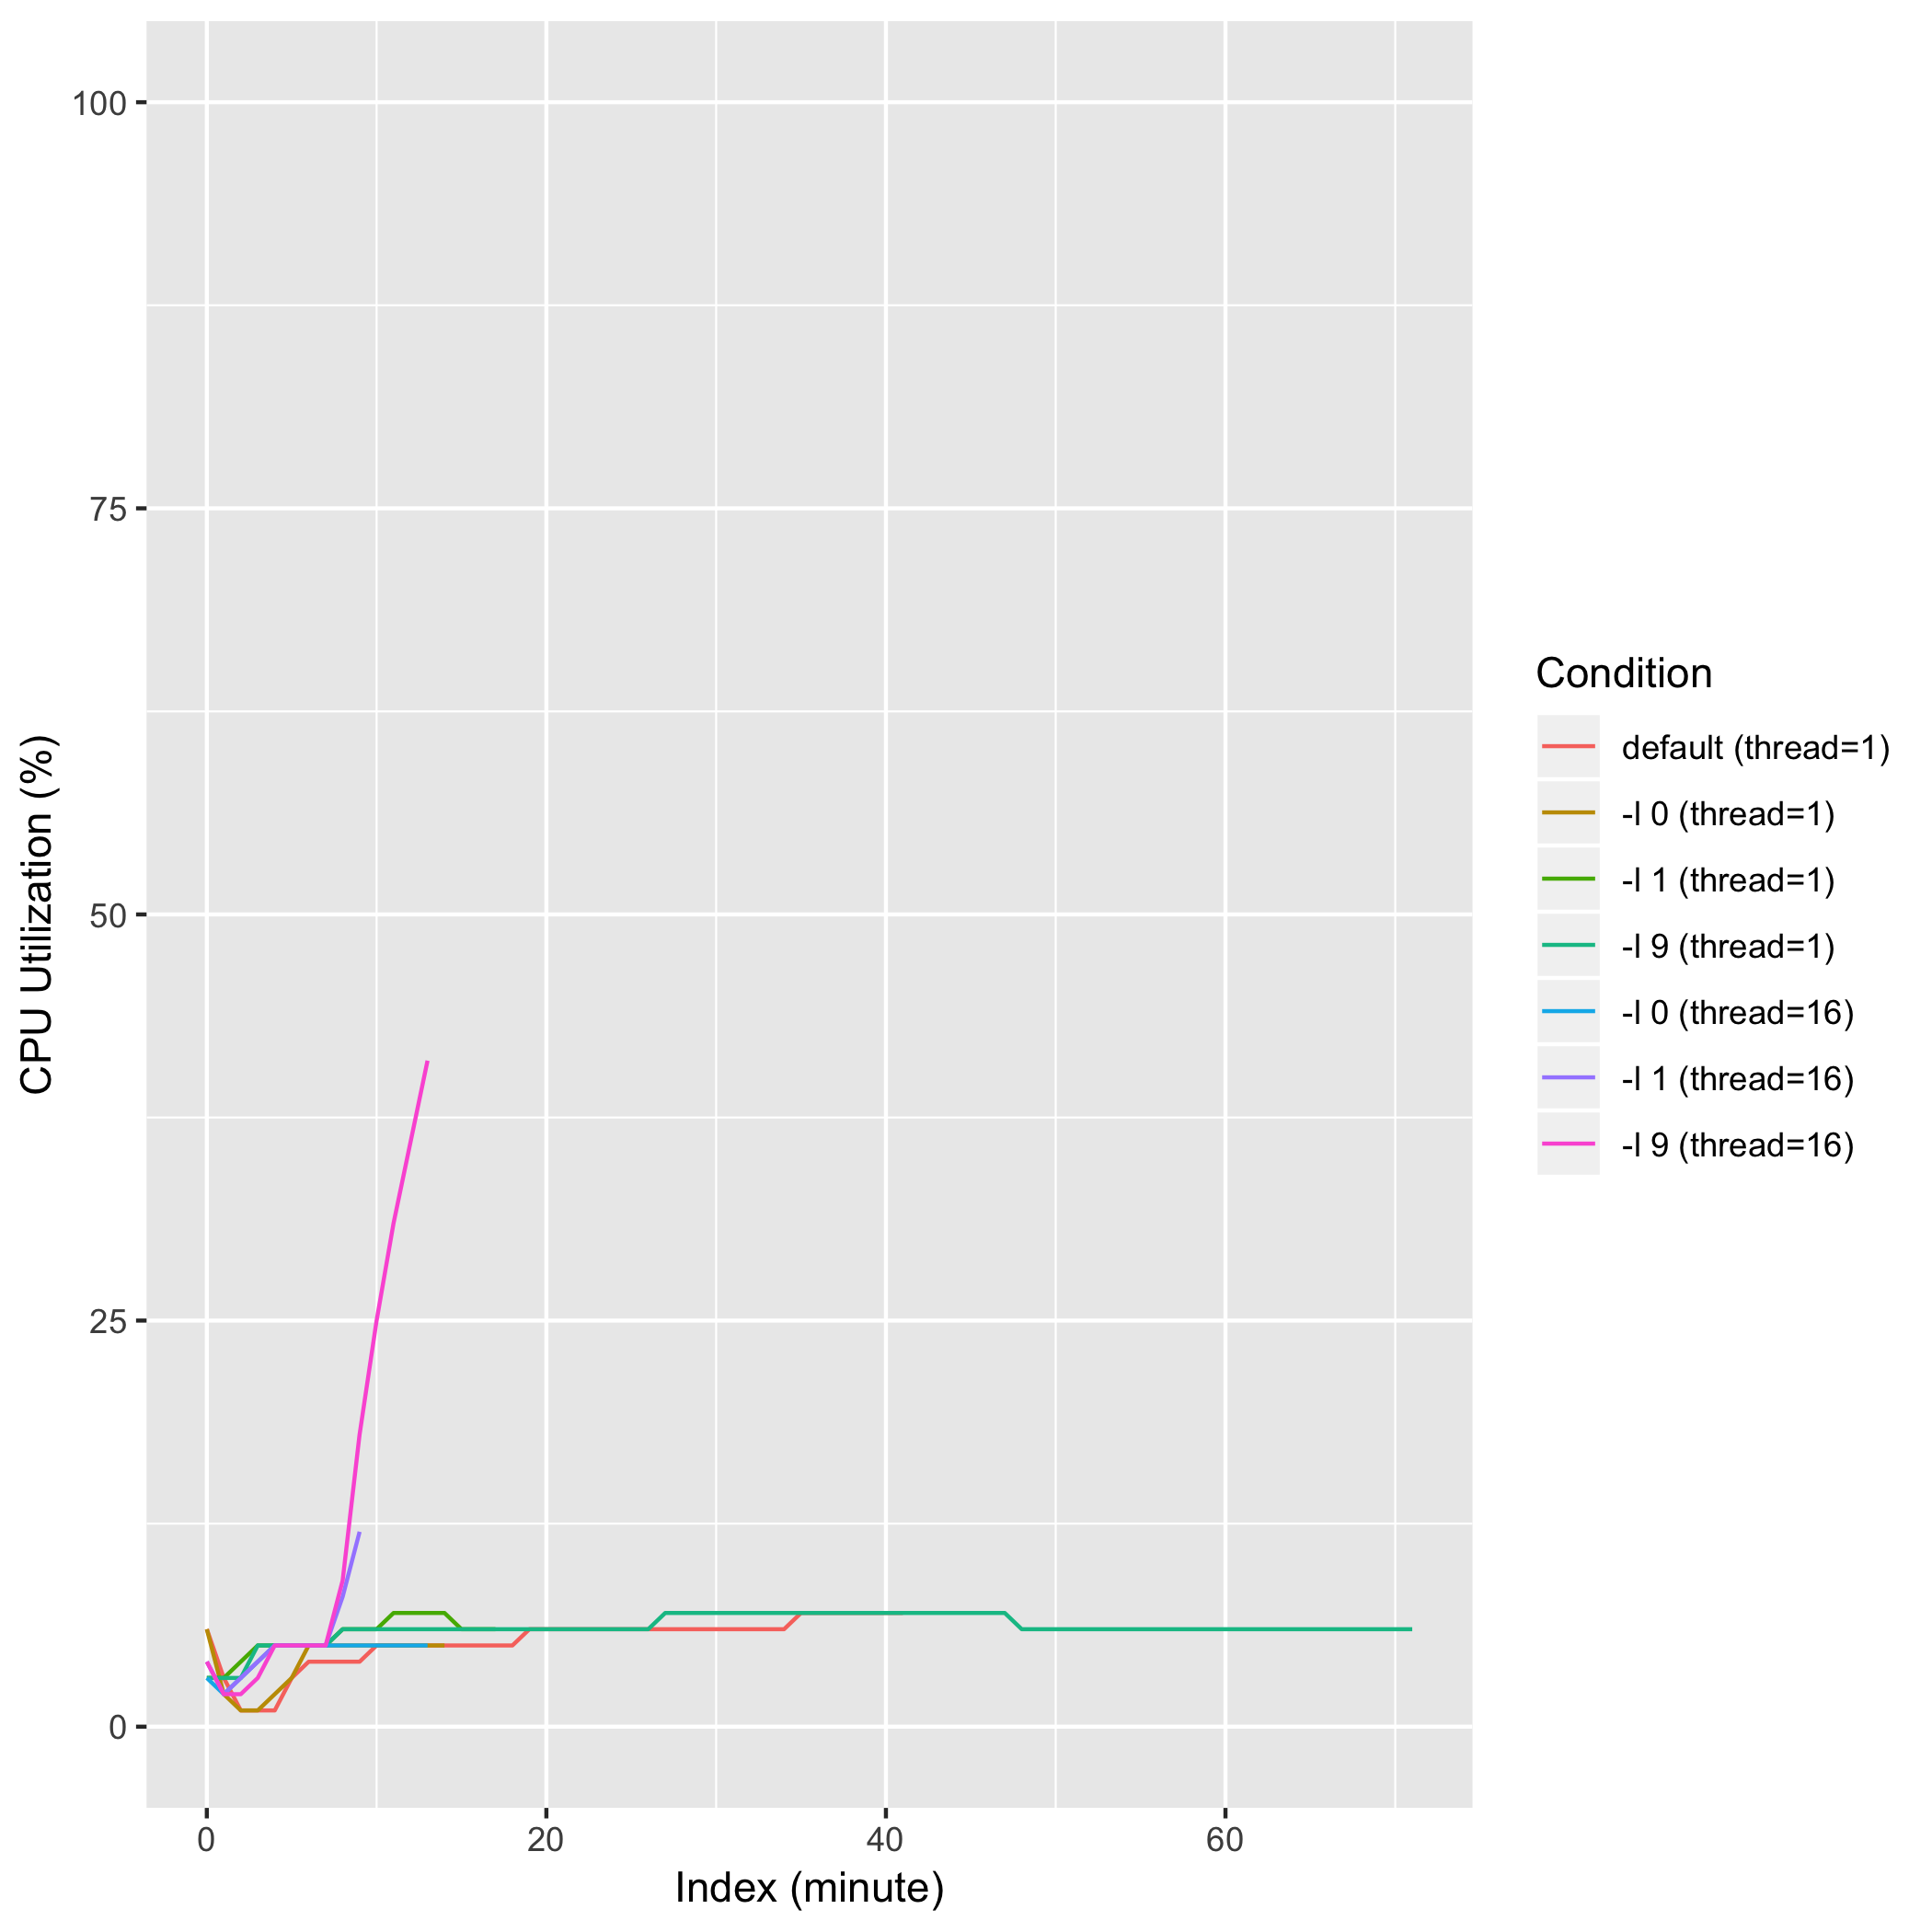 CPU Utilization (%)
100
75
50
25
0
0 20 40 60
Index (minute)
Condition
default (thread=1)
-l 0 (thread=1)
-l 1 (thread=1)
-l 9 (thread=1)
-l 0 (thread=16)
-l 1 (thread=16)
-l 9 (thread=16)